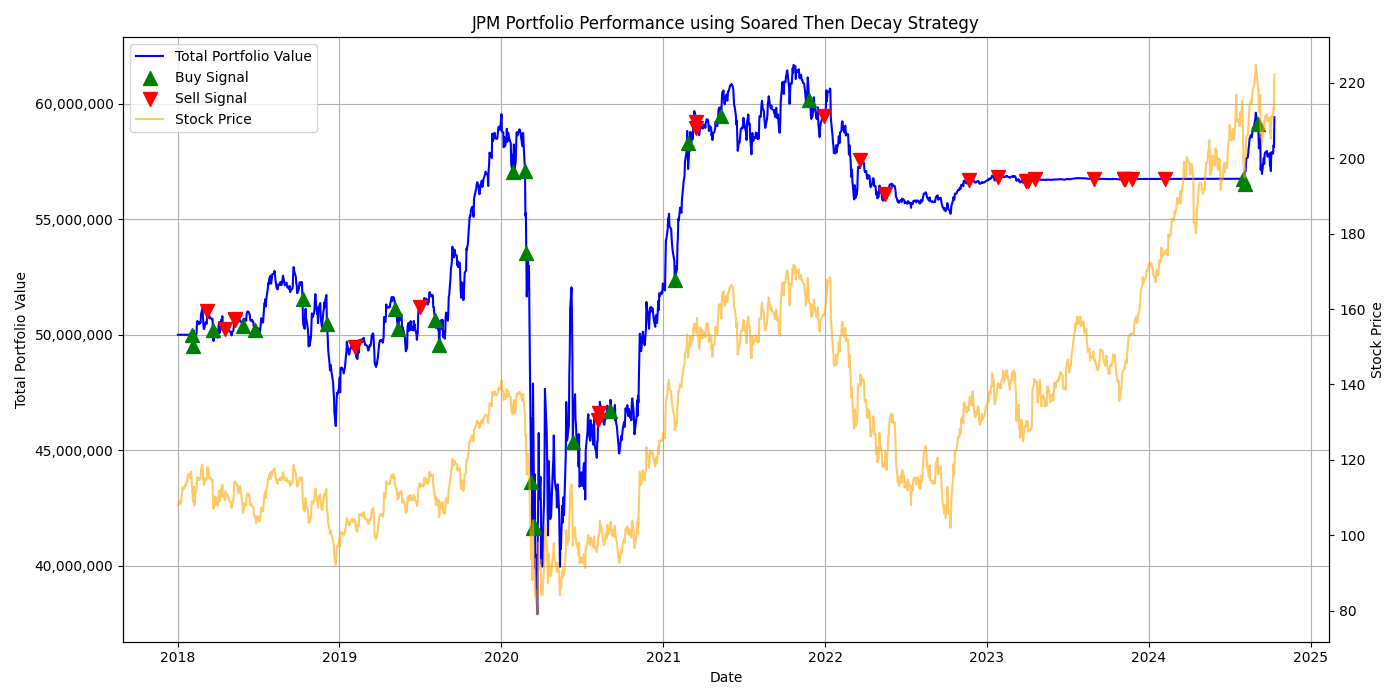 JPM Portfolio Performance using Soared Then Decay Strategy
Total Portfolio Value
Buy Signal
Sell Signal
Stock Price
60,000,000
55,000,000
50,000,000
45,000,000
40,000,000
Total Portfolio Value
220
200
180
160
140
120
100
80
Stock Price
2018
2019
2020
2021
2022
2023
2024
2025
Date